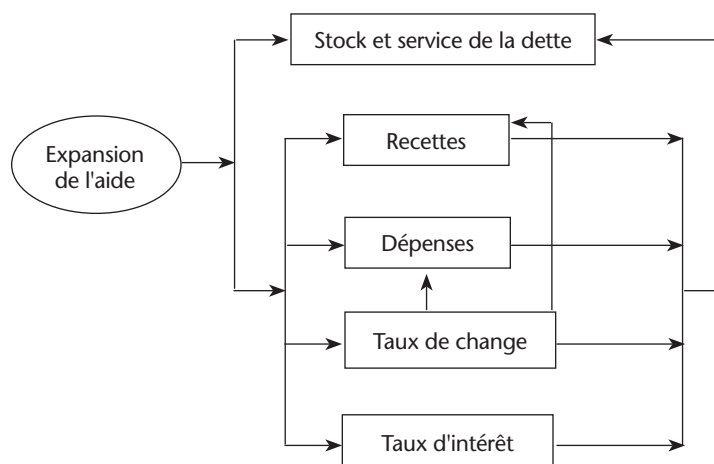 Stock et service de la dette
Expansion
de l'aide
Recettes
Dépenses
Taux de change
Taux d'intérêt